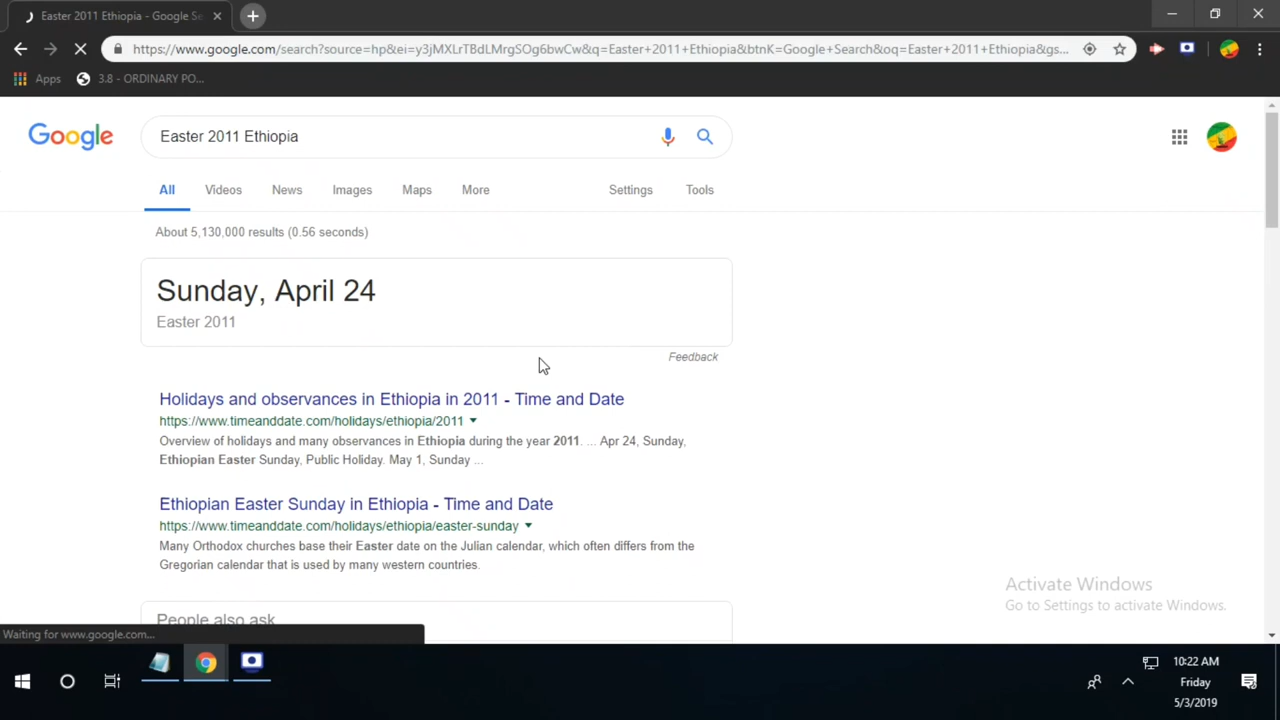 Easter 2011 Ethiopia - Google Se
https://www.google.com/search?source=hp&ei=y3jMXLrTBdLMrgSOg6bwCw&q=Easter+2011+Ethiopia&btnK=Google+Search&oq=Easter+2011+Ethiopia&gs...
Apps 3.8 - ORDINARY PO...
Google Easter 2011 Ethiopia
All Videos News Images Maps More Settings Tools
About 5,130,000 results (0.56 seconds)
Sunday, April 24
Easter 2011
Feedback
Holidays and observances in Ethiopia in 2011 - Time and Date
https://www.timeanddate.com/holidays/ethiopia/2011
Overview of holidays and many observances in Ethiopia during the year 2011. ... Apr 24, Sunday,
Ethiopian Easter Sunday, Public Holiday. May 1, Sunday ...
Ethiopian Easter Sunday in Ethiopia - Time and Date
https://www.timeanddate.com/holidays/ethiopia/easter-sunday
Many Orthodox churches base their Easter date on the Julian calendar, which often differs from the
Gregorian calendar that is used by many western countries.
Activate Windows
Go to Settings to activate Windows.
People also ask
Waiting for www.google.com...
10:22 AM
Friday
5/3/2019